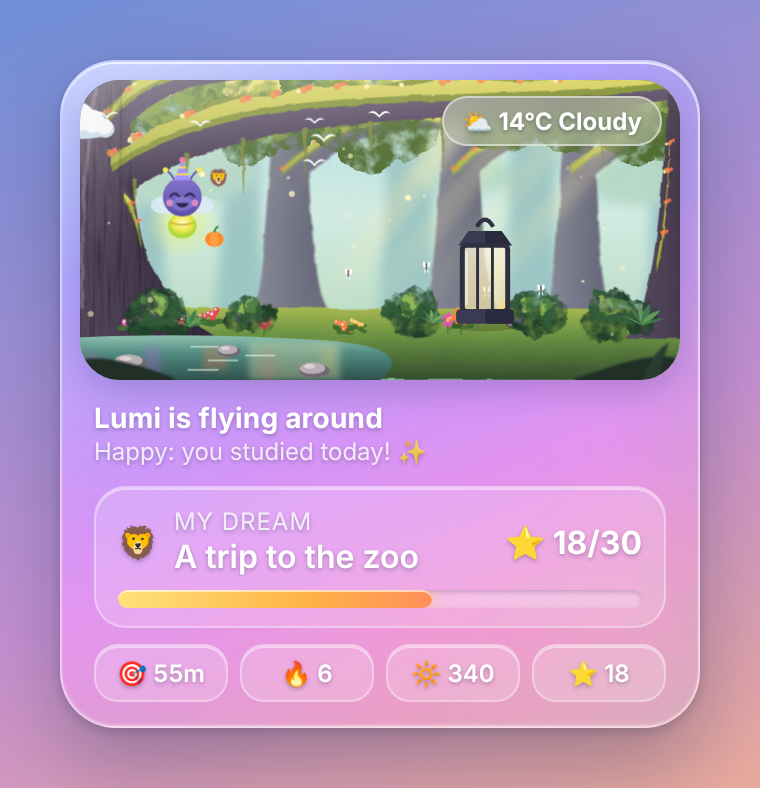 ⛅ 14°C Cloudy
Lumi is flying around
Happy: you studied today! ✨
MY DREAM
🦁 A trip to the zoo
⭐ 18/30
🎯 55m
🔥 6
🔆 340
⭐ 18